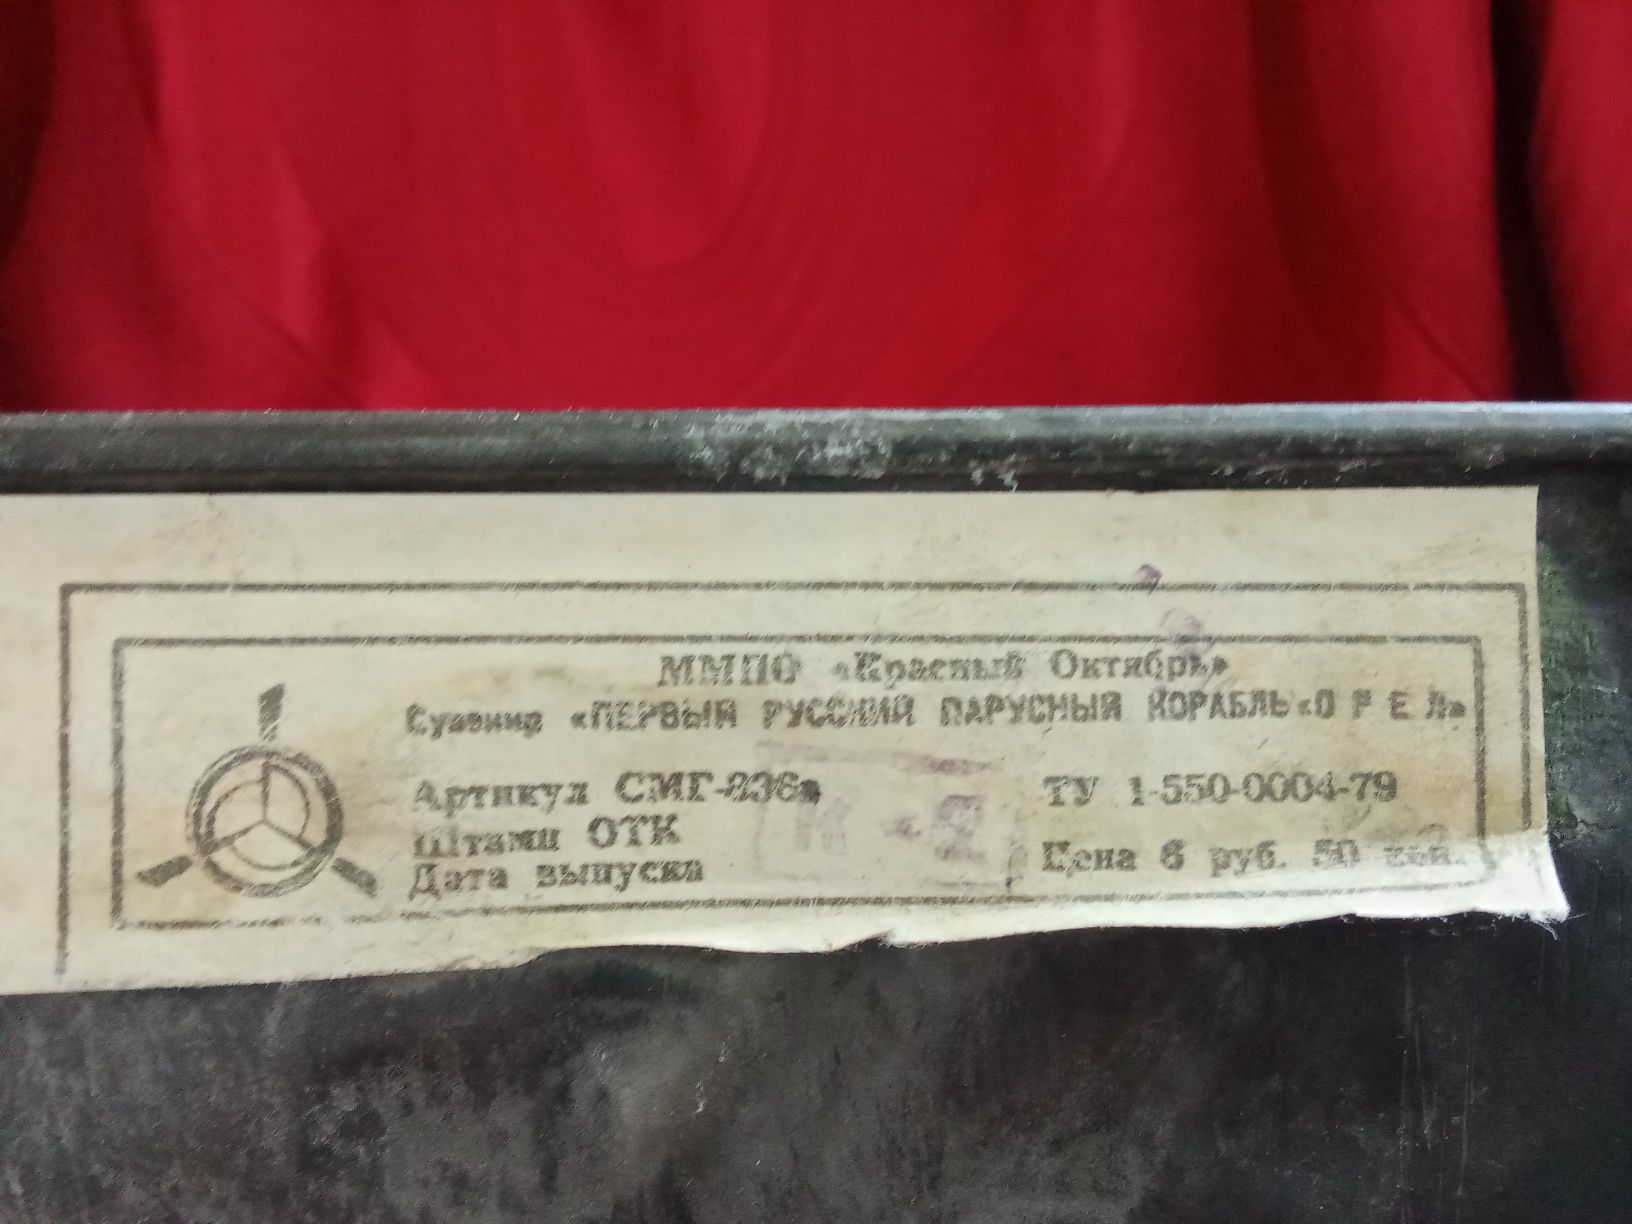 ММПО «Красный Октябрь»
Сувенир «ПЕРВЫЙ РУССКИЙ ПАРУСНЫЙ КОРАБЛЬ «О Р Е Л»
Артикул СМГ-836а
ТУ 1-550-0004-79
Штамп ОТК
Цена 6 руб. 50 коп.
Дата выпуска